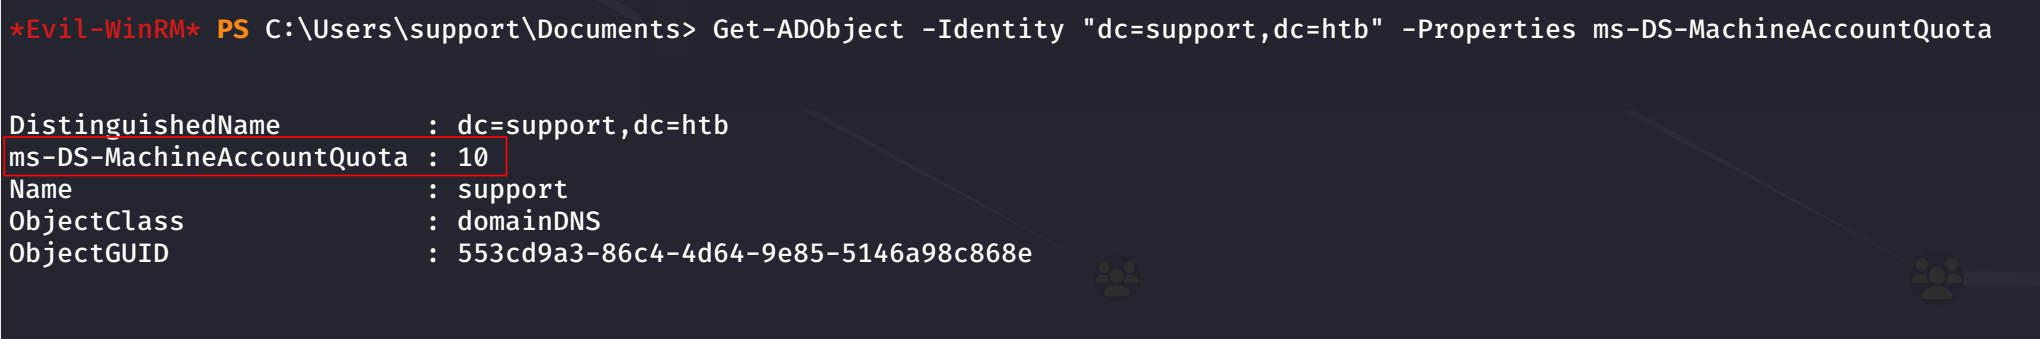 *Evil-WinRM* PS C:\Users\support\Documents> Get-ADObject -Identity "dc=support,dc=htb" -Properties ms-DS-MachineAccountQuota
DistinguishedName : dc=support,dc=htb
ms-DS-MachineAccountQuota : 10
Name : support
ObjectClass : domainDNS
ObjectGUID : 553cd9a3-86c4-4d64-9e85-5146a98c868e